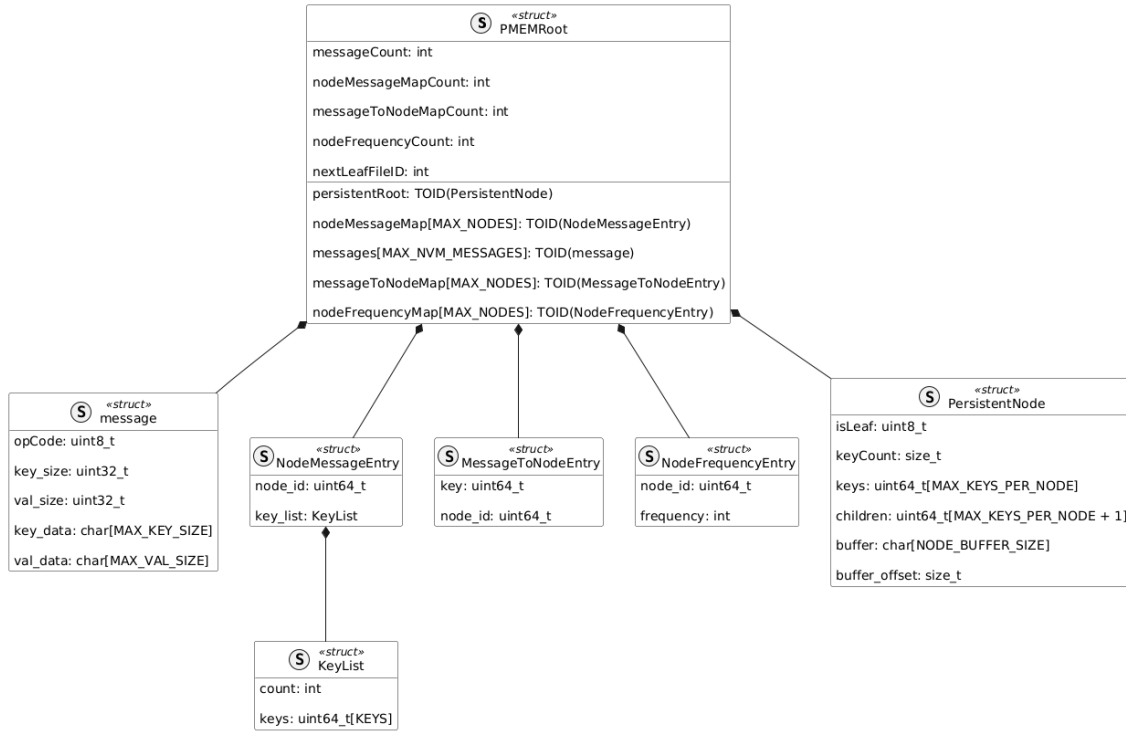 S
«struct»
PMEMRoot
messageCount: int
nodeMessageMapCount: int
messageToNodeMapCount: int
nodeFrequencyCount: int
nextLeafFileID: int
persistentRoot: TOID(PersistentNode)
nodeMessageMap[MAX_NODES]: TOID(NodeMessageEntry)
messages[MAX_NVM_MESSAGES]: TOID(message)
messageToNodeMap[MAX_NODES]: TOID(MessageToNodeEntry)
nodeFrequencyMap[MAX_NODES]: TOID(NodeFrequencyEntry)
S
«struct»
message
opCode: uint8_t
key_size: uint32_t
val_size: uint32_t
key_data: char[MAX_KEY_SIZE]
val_data: char[MAX_VAL_SIZE]
S
«struct»
NodeMessageEntry
node_id: uint64_t
key_list: KeyList
S
«struct»
MessageToNodeEntry
key: uint64_t
node_id: uint64_t
S
«struct»
NodeFrequencyEntry
node_id: uint64_t
frequency: int
S
«struct»
PersistentNode
isLeaf: uint8_t
keyCount: size_t
keys: uint64_t[MAX_KEYS_PER_NODE]
children: uint64_t[MAX_KEYS_PER_NODE + 1]
buffer: char[NODE_BUFFER_SIZE]
buffer_offset: size_t
S
«struct»
KeyList
count: int
keys: uint64_t[KEYS]